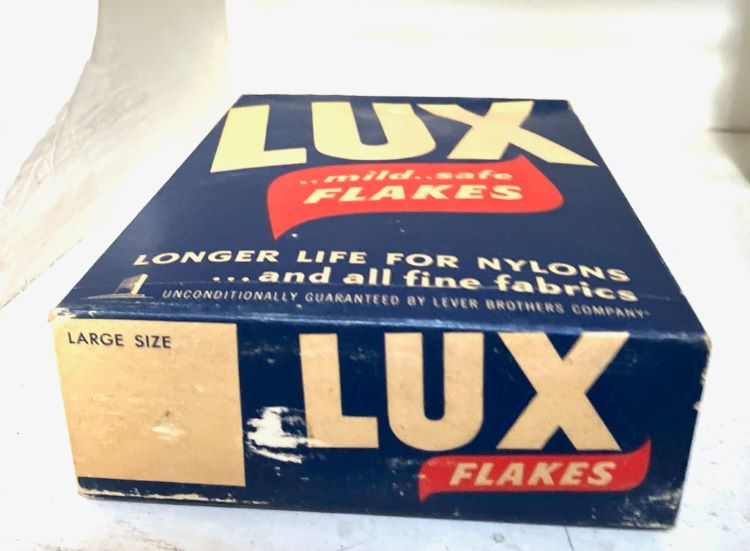 LUX
..mild..safe
FLAKES
LONGER LIFE FOR NYLONS
...and all fine fabrics
UNCONDITIONALLY GUARANTEED BY LEVER BROTHERS COMPANY
LARGE SIZE
LUX
FLAKES